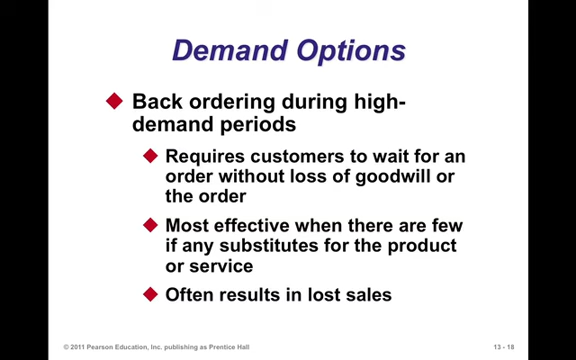 Demand Options
Back ordering during high-
demand periods
Requires customers to wait for an
order without loss of goodwill or
the order
Most effective when there are few
if any substitutes for the product
or service
Often results in lost sales
© 2011 Pearson Education, Inc. publishing as Prentice Hall
13 - 18